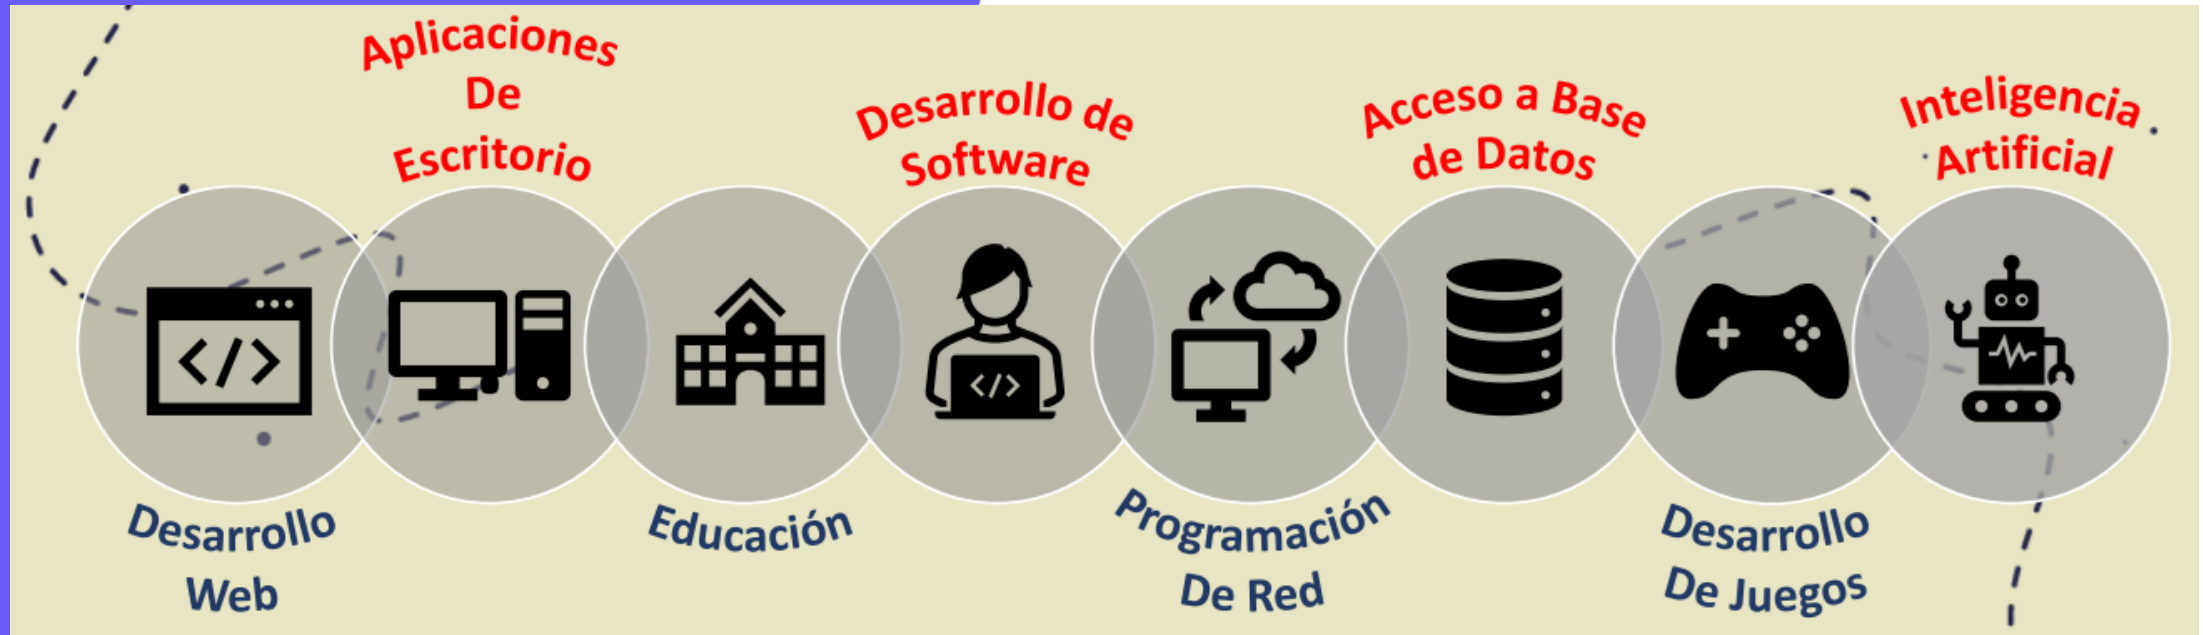 Aplicaciones
De
Escritorio
Desarrollo de
Software
Acceso a Base
de Datos
Inteligencia
Artificial
</>
</>
Desarrollo
Web
Educación
Programación
De Red
Desarrollo
De Juegos